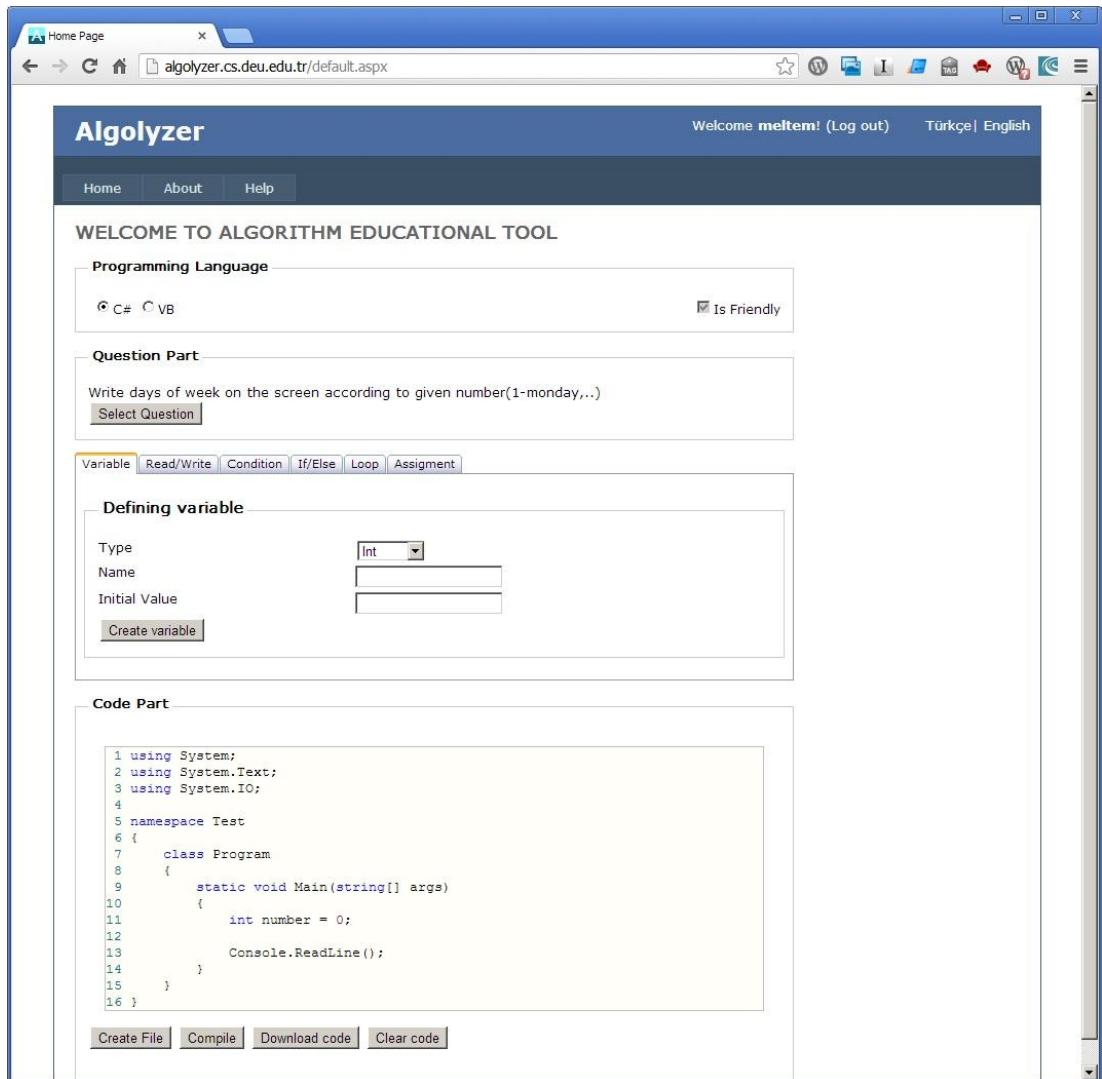 Home Page
algolyzer.cs.deu.edu.tr/default.aspx
Algolyzer
Welcome meltem! (Log out) Türkçe| English
Home About Help
WELCOME TO ALGORITHM EDUCATIONAL TOOL
Programming Language
C# VB Is Friendly
Question Part
Write days of week on the screen according to given number(1-monday,..)
Select Question
Variable Read/Write Condition If/Else Loop Assigment
Defining variable
Type Int
Name
Initial Value
Create variable
Code Part
1 using System;
2 using System.Text;
3 using System.IO;
4
5 namespace Test
6 {
7 class Program
8 {
9 static void Main(string[] args)
10 {
11 int number = 0;
12
13 Console.ReadLine();
14 }
15 }
16 }
Create File Compile Download code Clear code